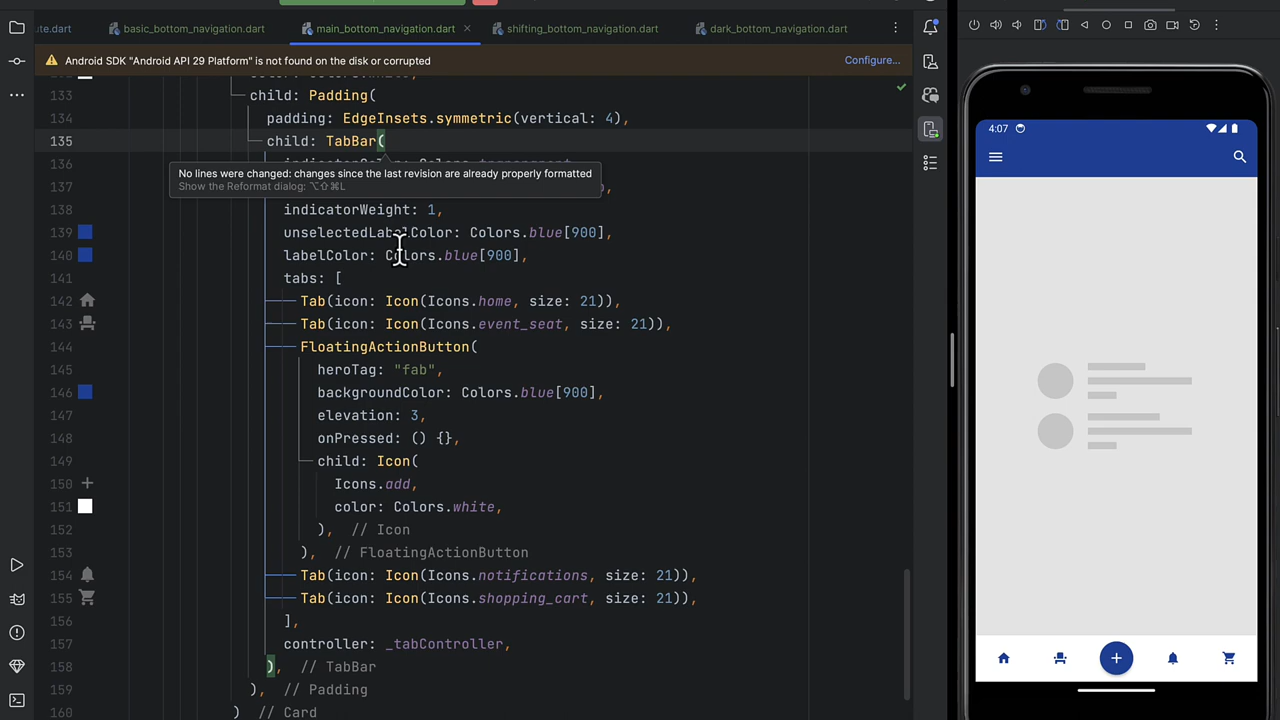 ute.dart
basic_bottom_navigation.dart
main_bottom_navigation.dart
shifting_bottom_navigation.dart
dark_bottom_navigation.dart
Android SDK "Android API 29 Platform" is not found on the disk or corrupted
Configure...
133 child: Padding(
134 padding: EdgeInsets.symmetric(vertical: 4),
135 child: TabBar(
136
No lines were changed: changes since the last revision are already properly formatted
Show the Reformat dialog: ⌥⇧⌘L
137
138 indicatorWeight: 1,
139 unselectedLabelColor: Colors.blue[900],
140 labelColor: Colors.blue[900],
141 tabs: [
142 Tab(icon: Icon(Icons.home, size: 21)),
143 Tab(icon: Icon(Icons.event_seat, size: 21)),
144 FloatingActionButton(
145 heroTag: "fab",
146 backgroundColor: Colors.blue[900],
147 elevation: 3,
148 onPressed: () {},
149 child: Icon(
150 Icons.add,
151 color: Colors.white,
152 ), // Icon
153 ), // FloatingActionButton
154 Tab(icon: Icon(Icons.notifications, size: 21)),
155 Tab(icon: Icon(Icons.shopping_cart, size: 21)),
156 ],
157 controller: _tabController,
158 ), // TabBar
159 ), // Padding
160 ) // Card
4:07